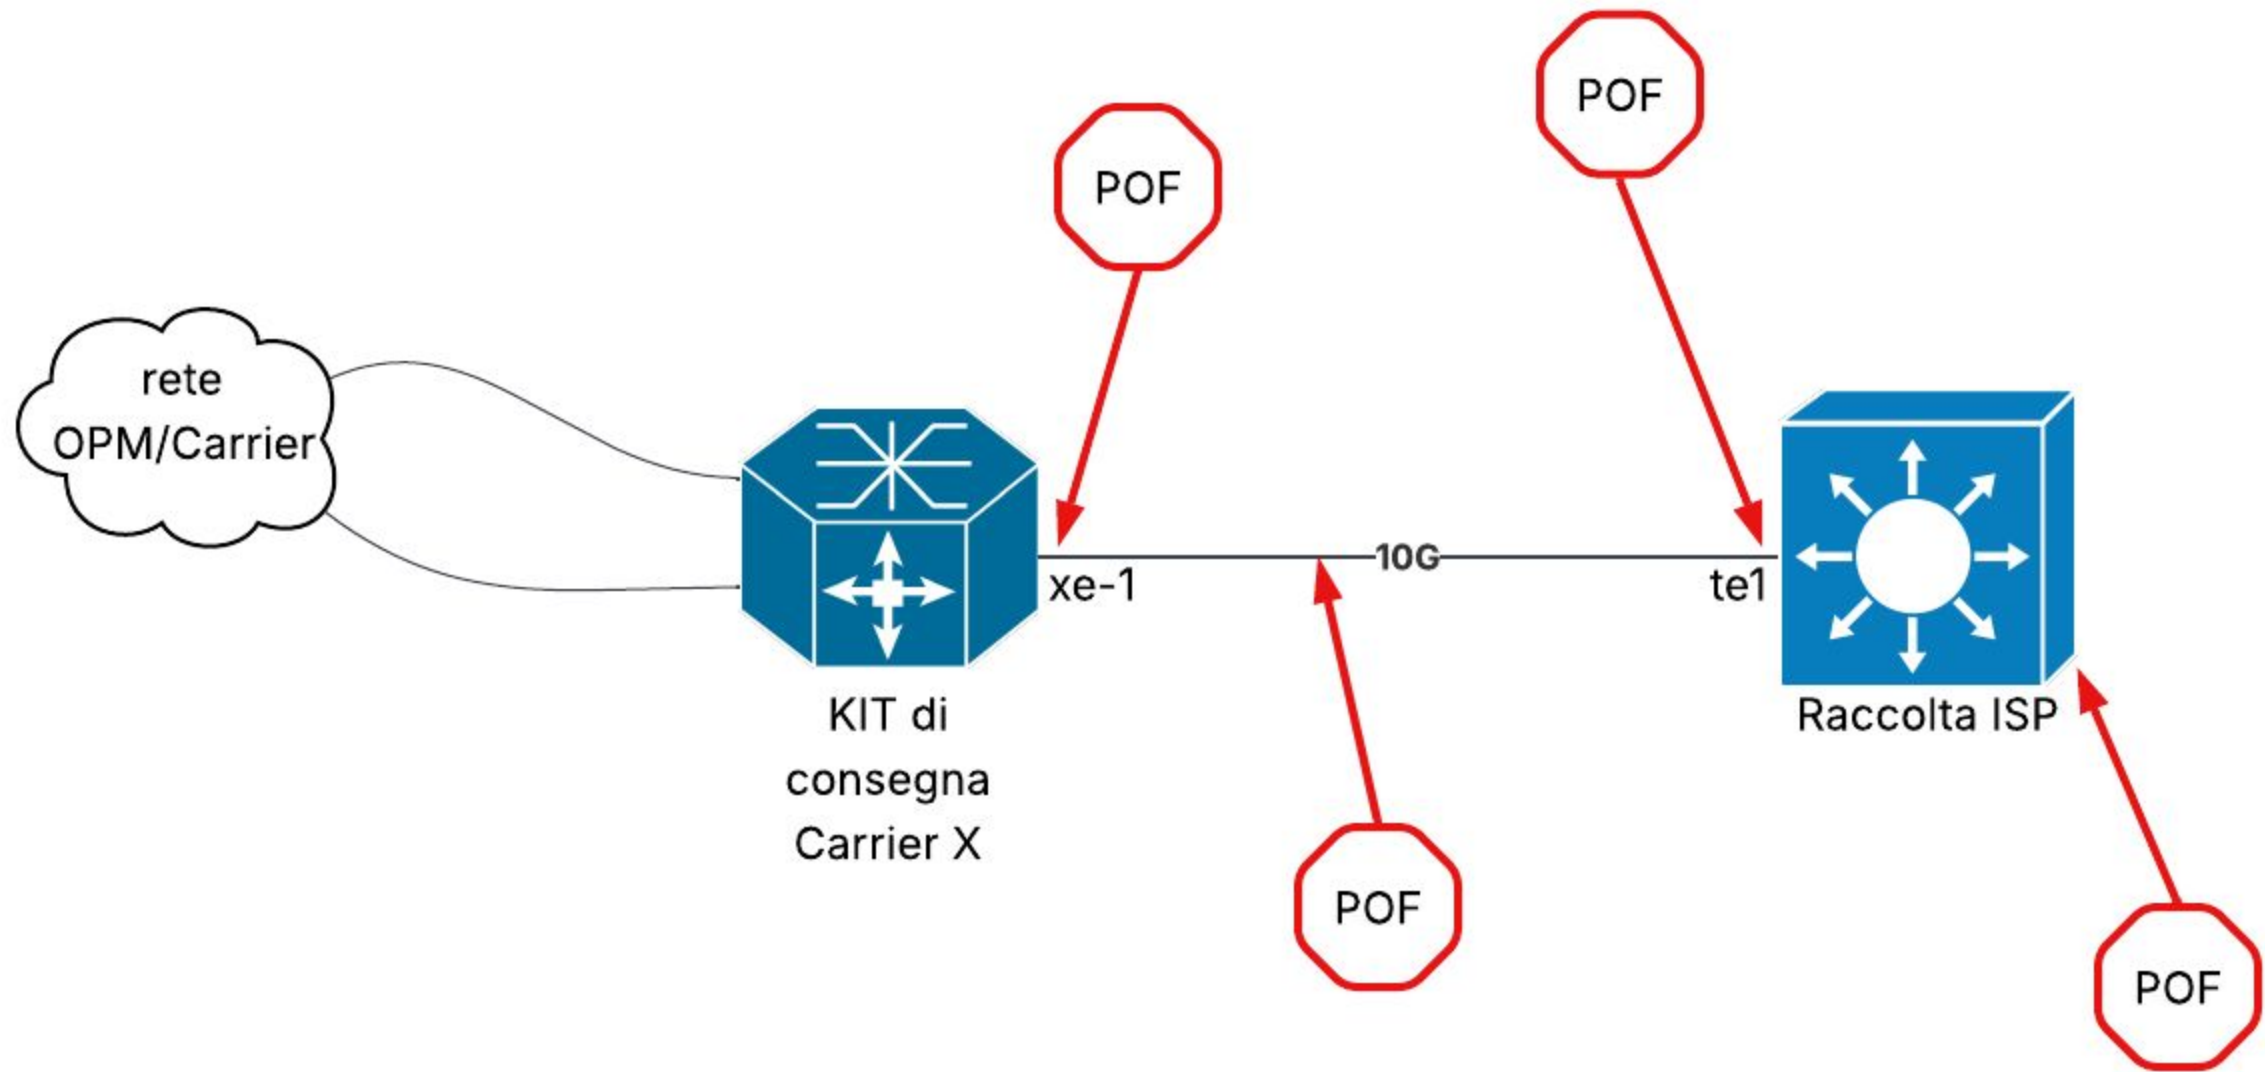 POF
POF
rete
OPM/Carrier
10G
xe-1
te1
KIT di
consegna
Carrier X
Raccolta ISP
POF
POF